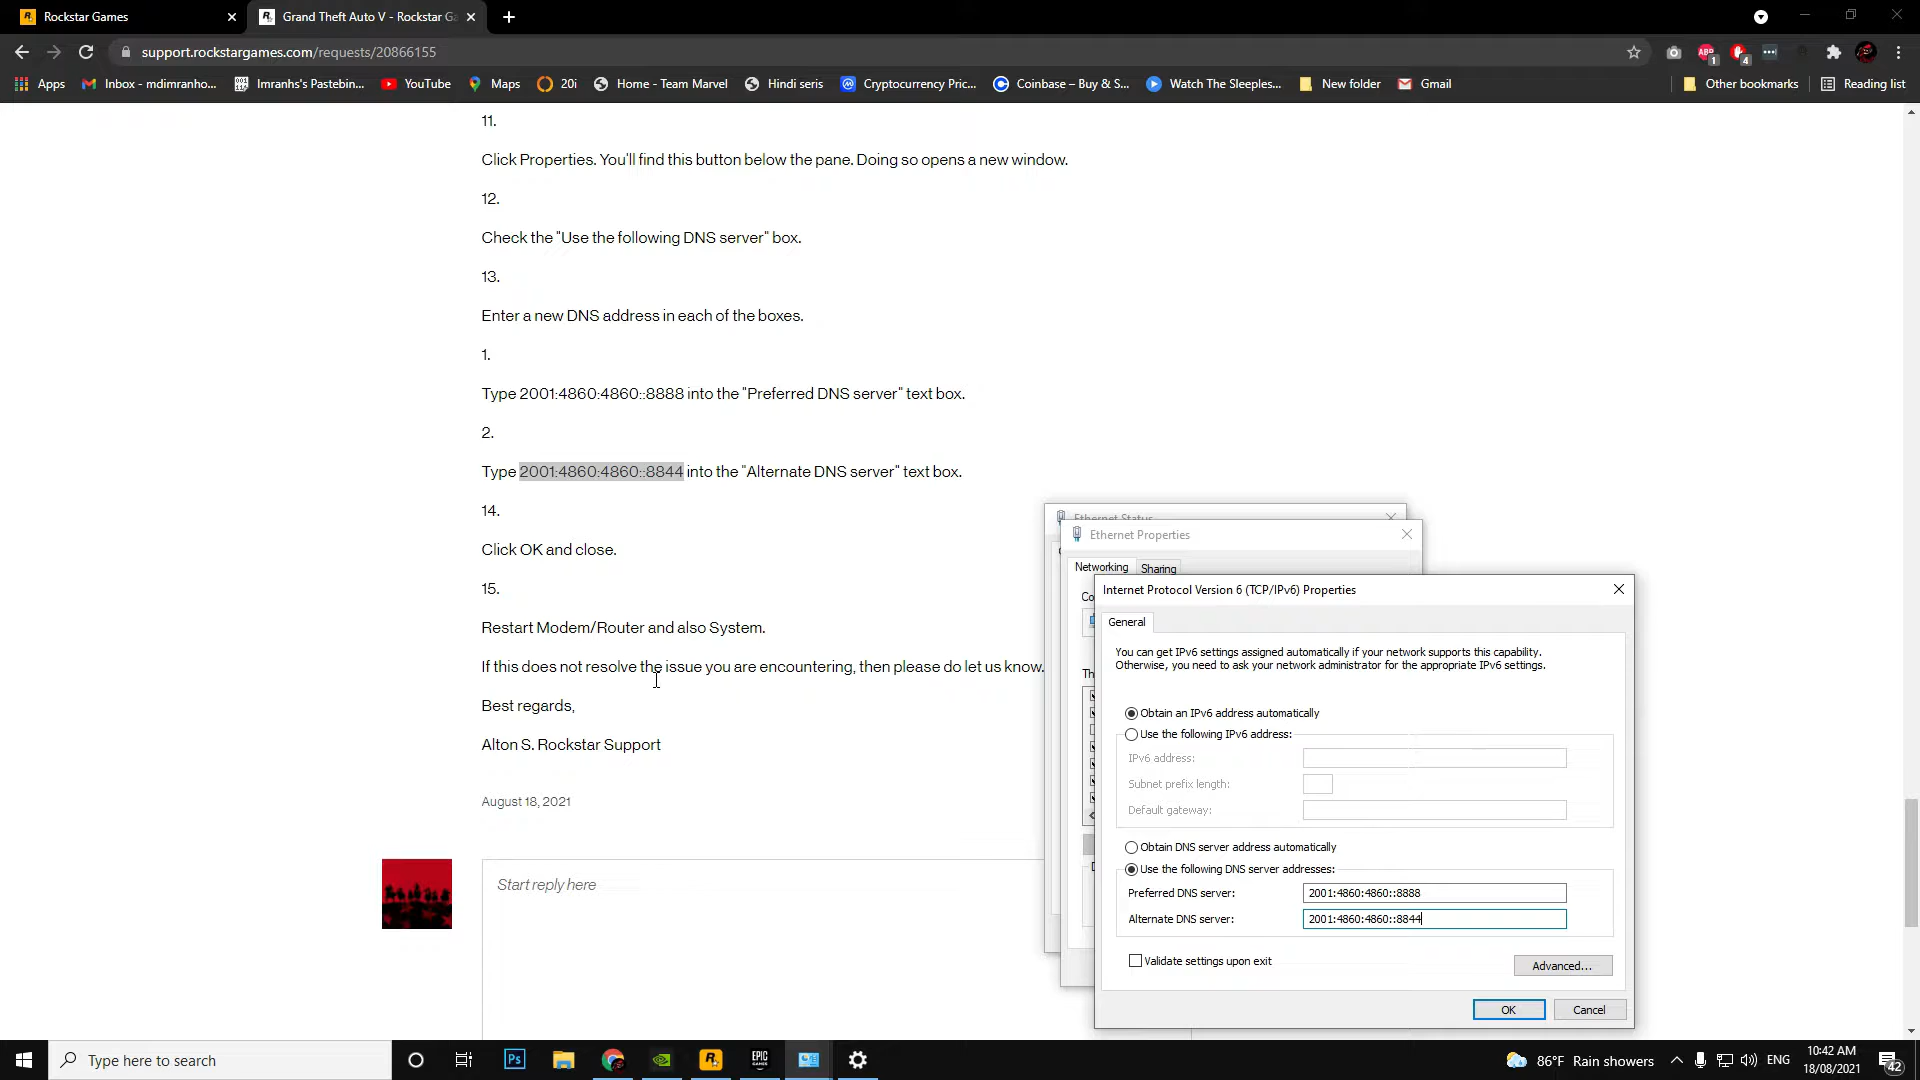 Rockstar Games
Grand Theft Auto V - Rockstar Ga
support.rockstargames.com/requests/20866155
1
4
Apps
Inbox - mdimranho...
Imranhs's Pastebin...
YouTube
Maps
20i
Home - Team Marvel
Hindi seris
Cryptocurrency Pric...
Coinbase – Buy & S...
Watch The Sleeples...
New folder
Gmail
Other bookmarks
Reading list
11.
Click Properties. You'll find this button below the pane. Doing so opens a new window.
12.
Check the "Use the following DNS server" box.
13.
Enter a new DNS address in each of the boxes.
1.
Type 2001:4860:4860::8888 into the "Preferred DNS server" text box.
2.
Type 2001:4860:4860::8844 into the "Alternate DNS server" text box.
14.
Click OK and close.
15.
Restart Modem/Router and also System.
If this does not resolve the issue you are encountering, then please do let us know.
Best regards,
Alton S. Rockstar Support
August 18, 2021
Start reply here
Ethernet Status
Ethernet Properties
Networking
Sharing
Co
Th
Internet Protocol Version 6 (TCP/IPv6) Properties
General
You can get IPv6 settings assigned automatically if your network supports this capability.
Otherwise, you need to ask your network administrator for the appropriate IPv6 settings.
Obtain an IPv6 address automatically
Use the following IPv6 address:
IPv6 address:
Subnet prefix length:
Default gateway:
Obtain DNS server address automatically
Use the following DNS server addresses:
Preferred DNS server:
2001:4860:4860::8888
Alternate DNS server:
2001:4860:4860::8844
Validate settings upon exit
Advanced...
OK
Cancel
Type here to search
Ps
EPIC GAMES
86°F Rain showers
ENG
10:42 AM
18/08/2021
42